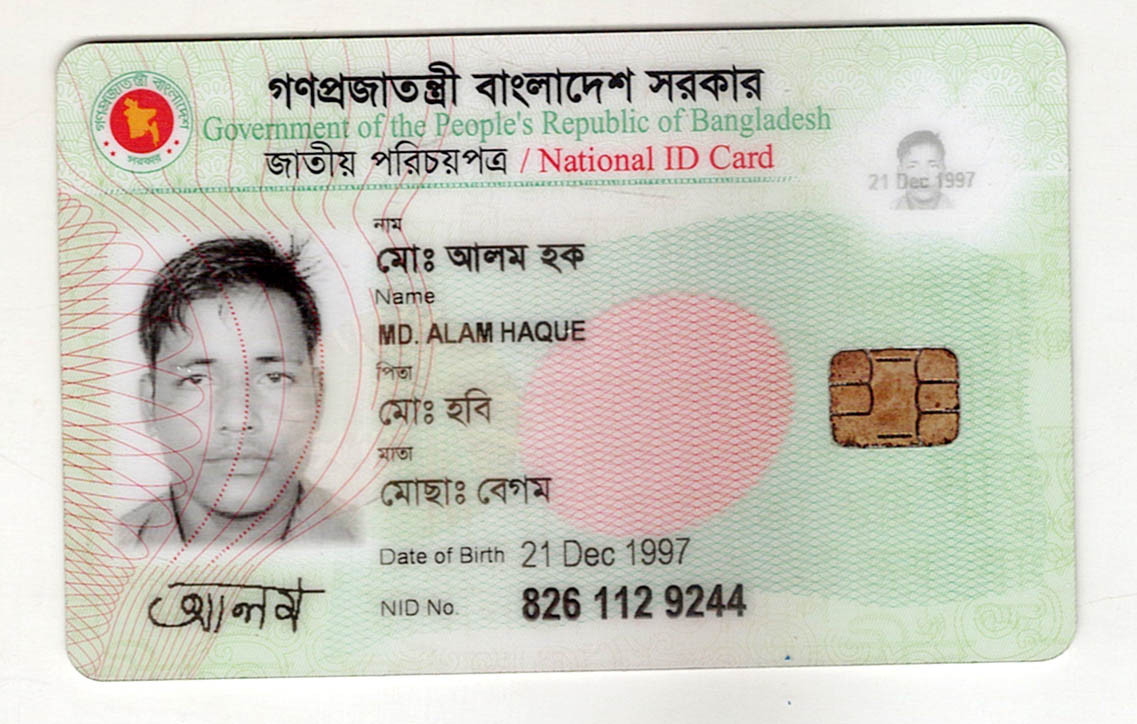 গণপ্রজাতন্ত্রী বাংলাদেশ সরকার
গণপ্রজাতন্ত্রী বাংলাদেশ
সরকার
Government of the People's Republic of Bangladesh
জাতীয় পরিচয়পত্র / National ID Card
21 Dec 1997
নাম
মোঃ আলম হক
Name
MD. ALAM HAQUE
পিতা
মোঃ হবি
মাতা
মোছাঃ বেগম
Date of Birth 21 Dec 1997
NID No. 826 112 9244
আলম